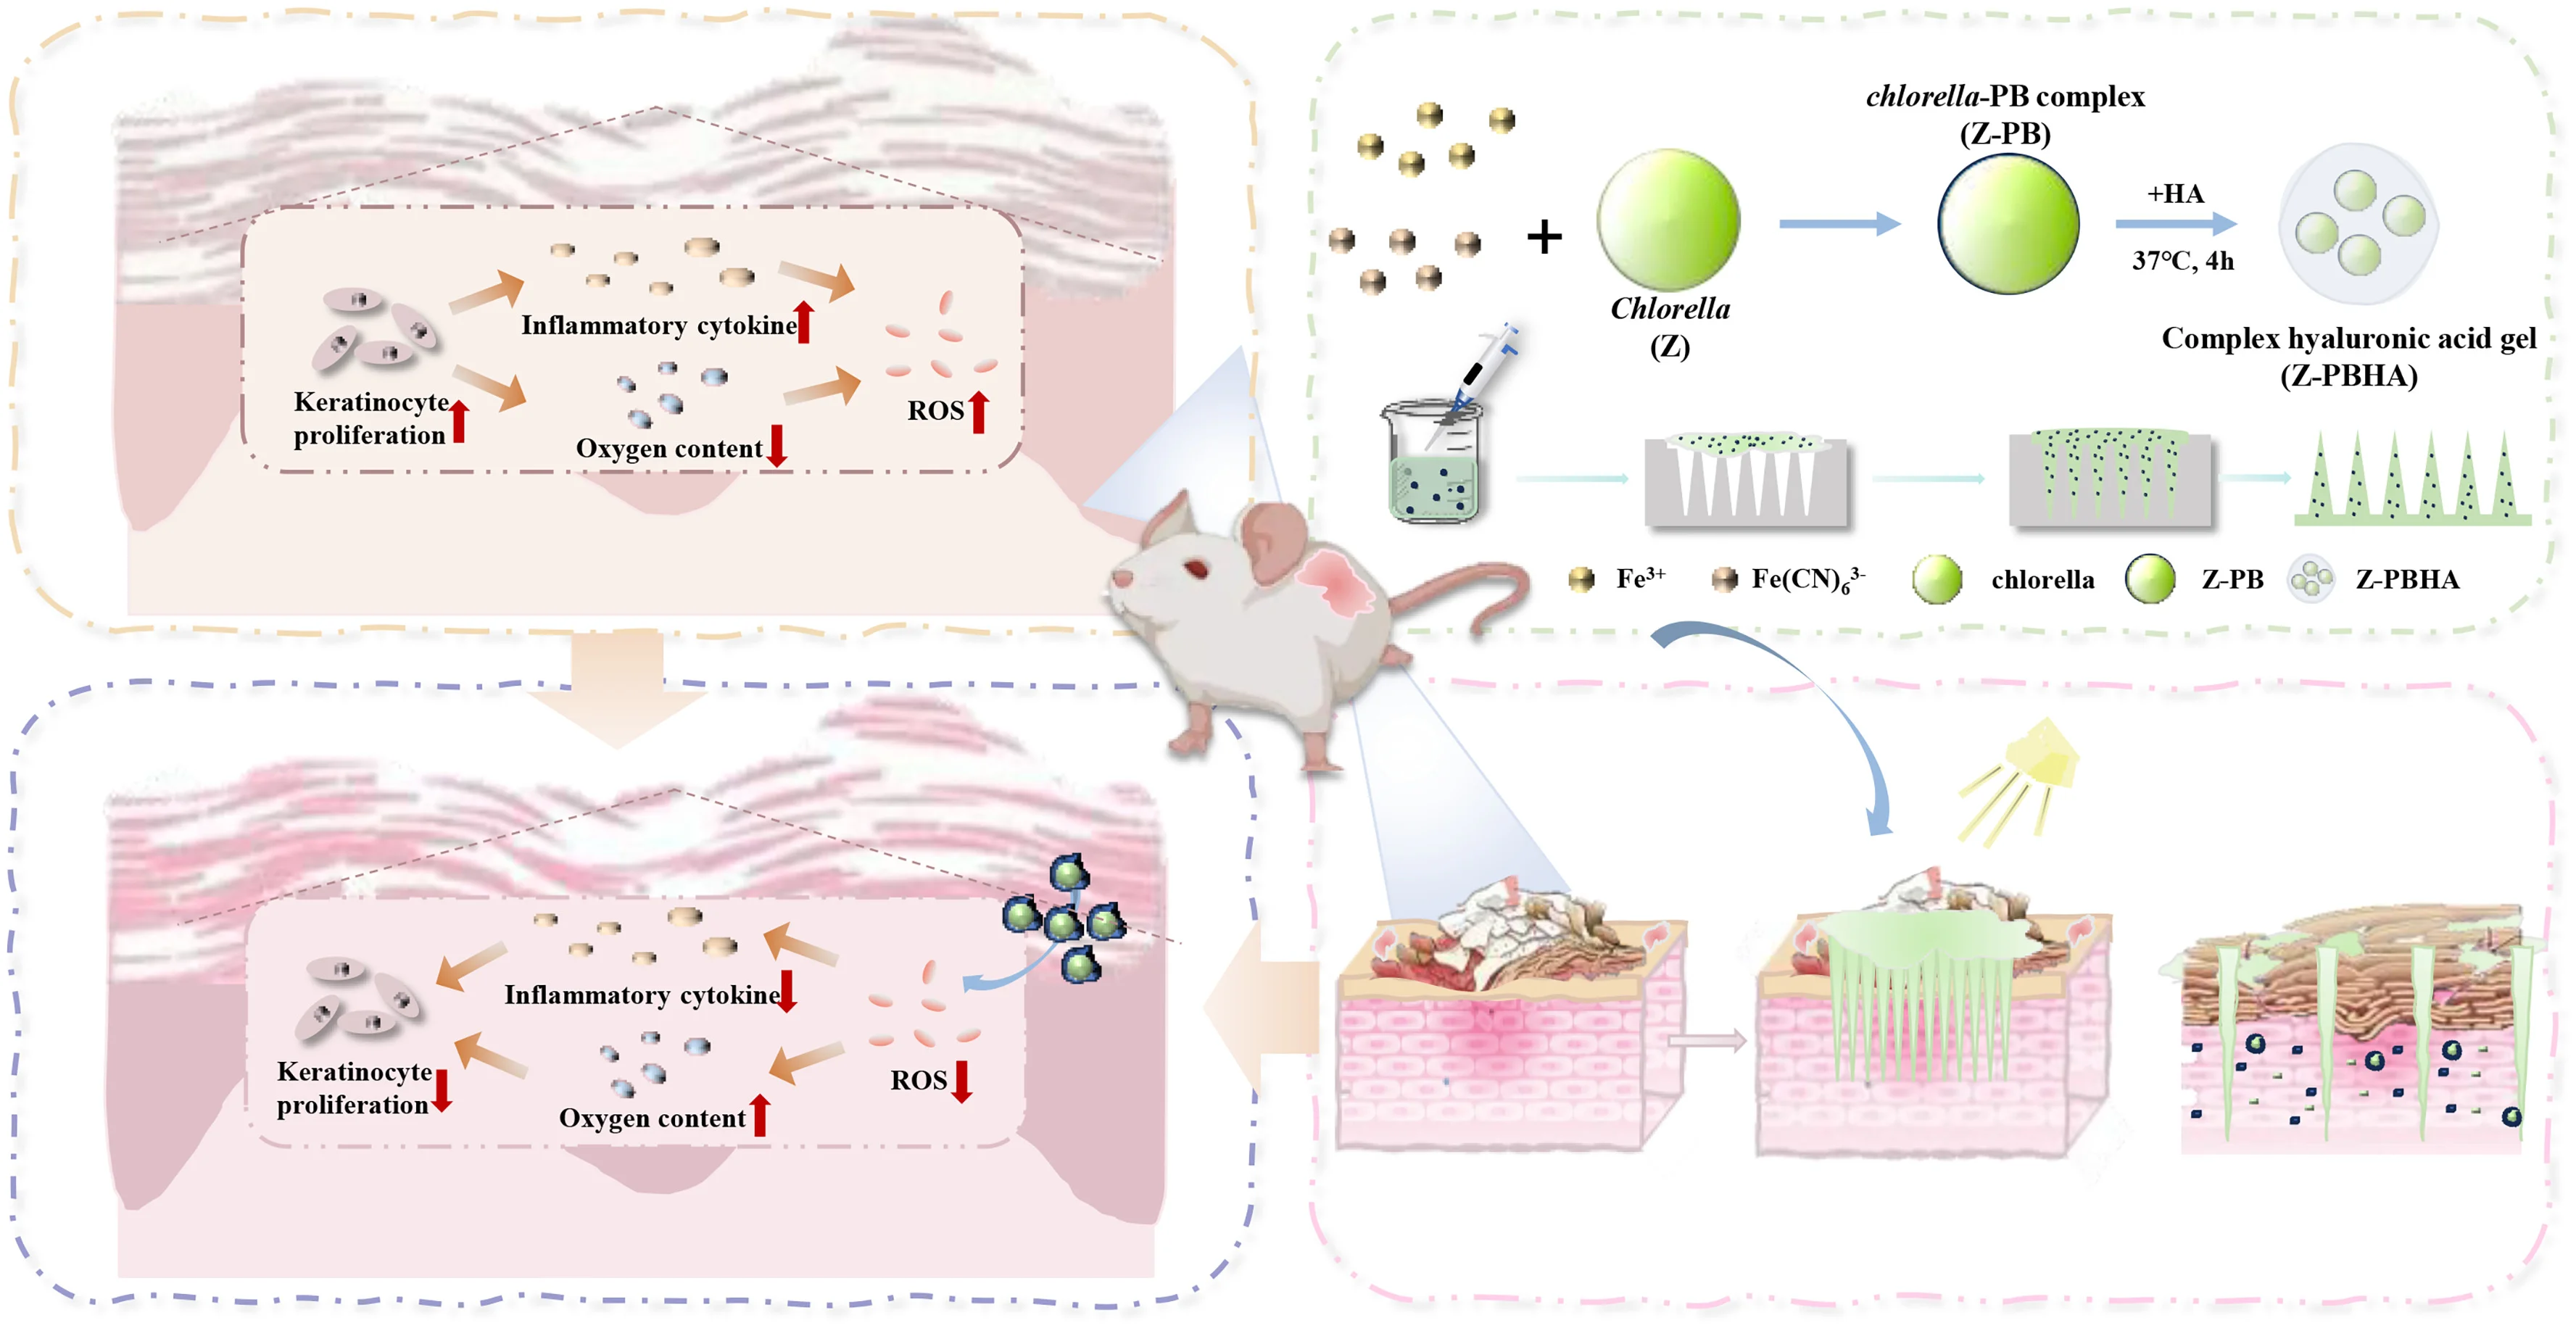 Inflammatory cytokine
Keratinocyte
proliferation
Oxygen content
ROS
chlorella-PB complex
(Z-PB)
+
Chlorella
(Z)
+HA
37℃, 4h
Complex hyaluronic acid gel
(Z-PBHA)
Fe³⁺ Fe(CN)₆³⁻ chlorella Z-PB Z-PBHA
Inflammatory cytokine
Keratinocyte
proliferation
Oxygen content
ROS